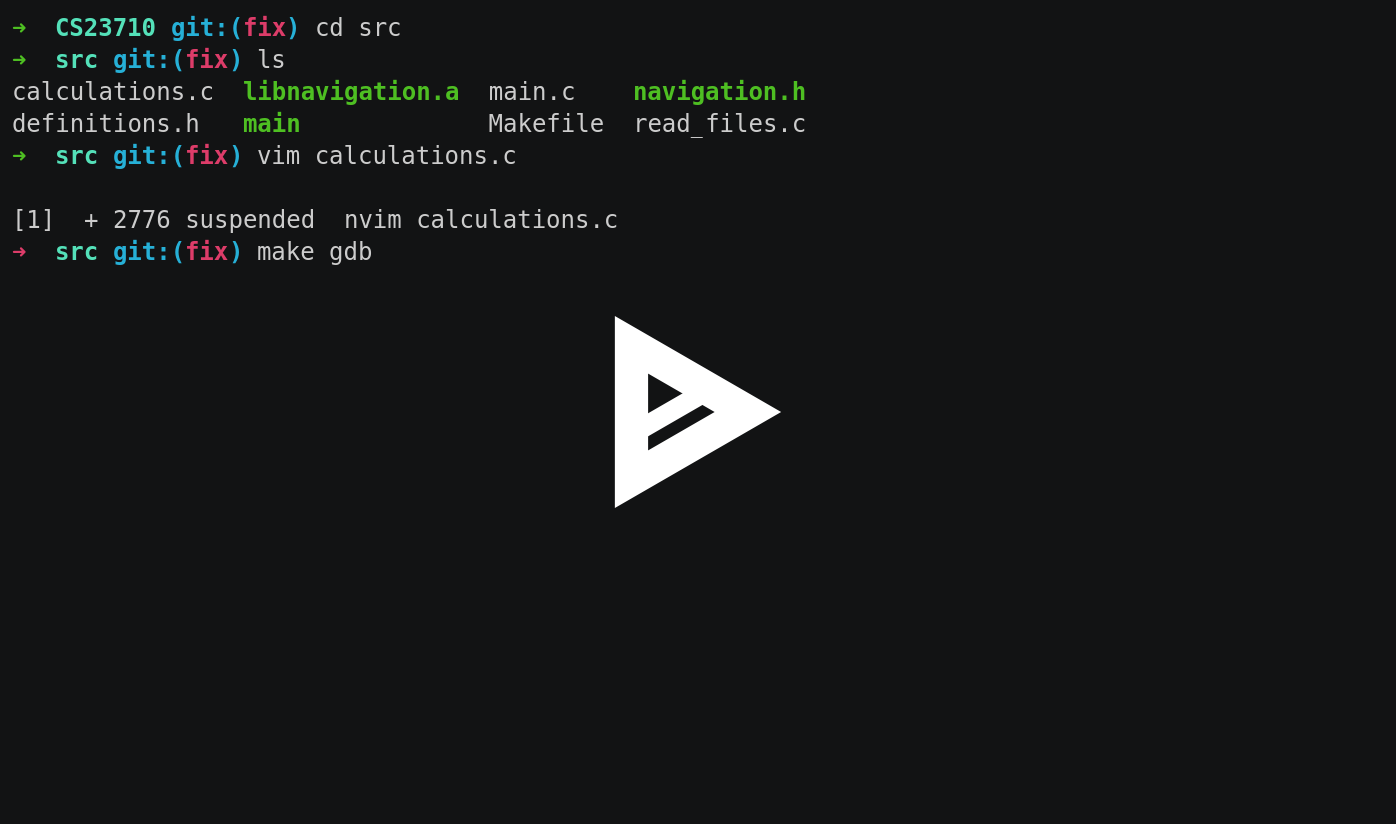 ➜  CS23710 git:(fix) cd src
➜  src git:(fix) ls
calculations.c  libnavigation.a  main.c    navigation.h
definitions.h   main             Makefile  read_files.c
➜  src git:(fix) vim calculations.c
[1]  + 2776 suspended  nvim calculations.c
➜  src git:(fix) make gdb